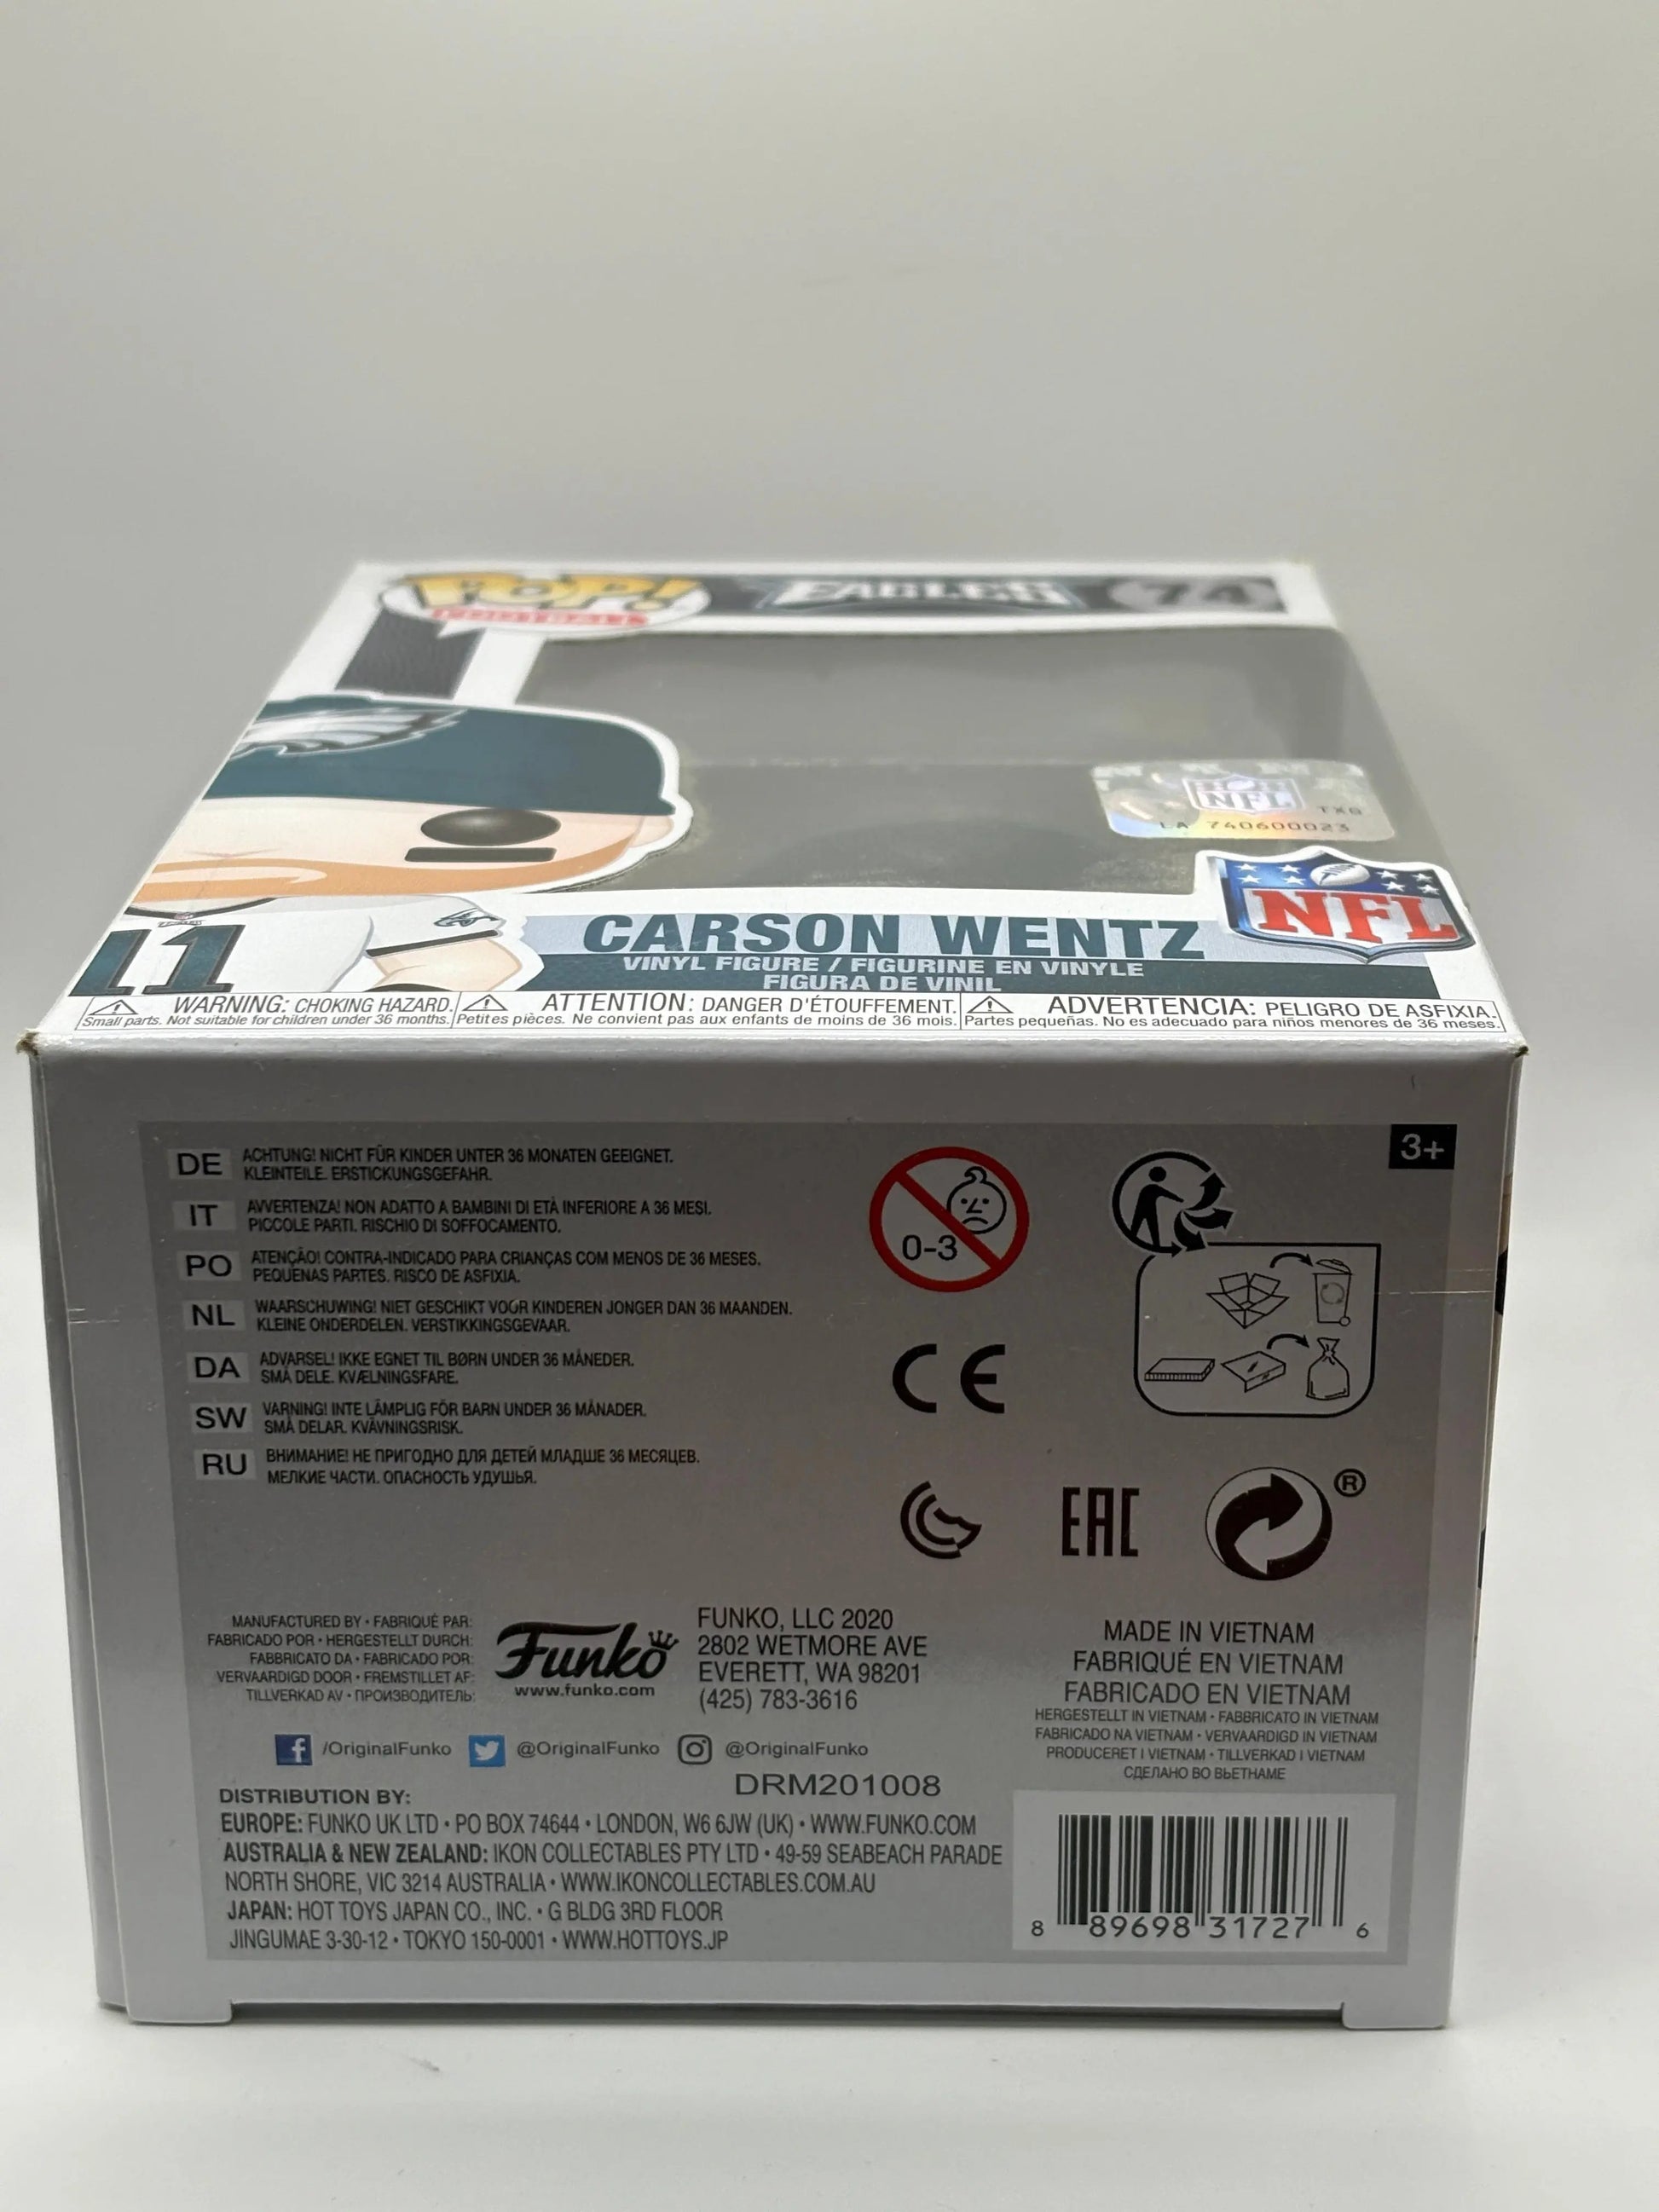 POP!
FOOTBALL
EAGLES
74
NFL
TXG
LA 740600023
NFL
11
CARSON WENTZ
VINYL FIGURE / FIGURINE EN VINYLE
FIGURA DE VINIL
WARNING: CHOKING HAZARD.
Small parts. Not suitable for children under 36 months.
ATTENTION: DANGER D'ÉTOUFFEMENT.
Petites pièces. Ne convient pas aux enfants de moins de 36 mois.
ADVERTENCIA: PELIGRO DE ASFIXIA.
Partes pequeñas. No es adecuado para niños menores de 36 meses.
3+
DE ACHTUNG! NICHT FÜR KINDER UNTER 36 MONATEN GEEIGNET.
KLEINTEILE. ERSTICKUNGSGEFAHR.
IT AVVERTENZA! NON ADATTO A BAMBINI DI ETÀ INFERIORE A 36 MESI.
PICCOLE PARTI. RISCHIO DI SOFFOCAMENTO.
PO ATENÇÃO! CONTRA-INDICADO PARA CRIANÇAS COM MENOS DE 36 MESES.
PEQUENAS PARTES. RISCO DE ASFIXIA.
NL WAARSCHUWING! NIET GESCHIKT VOOR KINDEREN JONGER DAN 36 MAANDEN.
KLEINE ONDERDELEN. VERSTIKKINGSGEVAAR.
DA ADVARSEL! IKKE EGNET TIL BØRN UNDER 36 MÅNEDER.
SMÅ DELE. KVÆLNINGSFARE.
SW VARNING! INTE LÄMPLIG FÖR BARN UNDER 36 MÅNADER.
SMÅ DELAR. KVÄVNINGSRISK.
RU ВНИМАНИЕ! НЕ ПРИГОДНО ДЛЯ ДЕТЕЙ МЛАДШЕ 36 МЕСЯЦЕВ.
МЕЛКИЕ ЧАСТИ. ОПАСНОСТЬ УДУШЬЯ.
0-3
CE
EAC
®
MANUFACTURED BY • FABRIQUÉ PAR:
FABRICADO POR • HERGESTELLT DURCH:
FABBRICATO DA • FABRICADO POR:
VERVAARDIGD DOOR • FREMSTILLET AF:
TILLVERKAD AV • ПРОИЗВОДИТЕЛЬ:
Funko
www.funko.com
FUNKO, LLC 2020
2802 WETMORE AVE
EVERETT, WA 98201
(425) 783-3616
MADE IN VIETNAM
FABRIQUÉ EN VIETNAM
FABRICADO EN VIETNAM
HERGESTELLT IN VIETNAM • FABBRICATO IN VIETNAM
FABRICADO NA VIETNAM • VERVAARDIGD IN VIETNAM
PRODUCERET I VIETNAM • TILLVERKAD I VIETNAM
СДЕЛАНО ВО ВЬЕТНАМЕ
/OriginalFunko @OriginalFunko @OriginalFunko
DRM201008
DISTRIBUTION BY:
EUROPE: FUNKO UK LTD • PO BOX 74644 • LONDON, W6 6JW (UK) • WWW.FUNKO.COM
AUSTRALIA & NEW ZEALAND: IKON COLLECTABLES PTY LTD • 49-59 SEABEACH PARADE
NORTH SHORE, VIC 3214 AUSTRALIA • WWW.IKONCOLLECTABLES.COM.AU
JAPAN: HOT TOYS JAPAN CO., INC. • G BLDG 3RD FLOOR
JINGUMAE 3-30-12 • TOKYO 150-0001 • WWW.HOTTOYS.JP
8 89698 31727 6